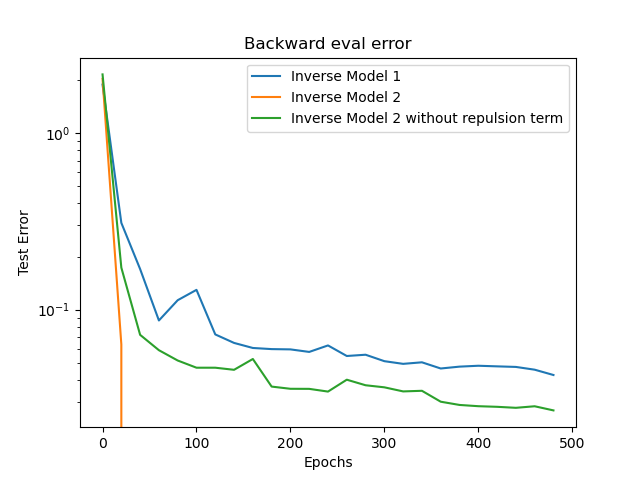 Backward eval error
Inverse Model 1
Inverse Model 2
Inverse Model 2 without repulsion term
Test Error
10⁰
10⁻¹
0 100 200 300 400 500
Epochs